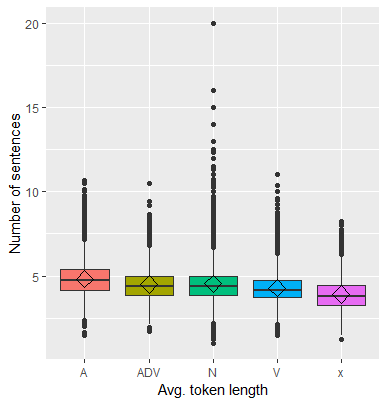 20
15
10
5
Number of sentences
A ADV N V x
Avg. token length